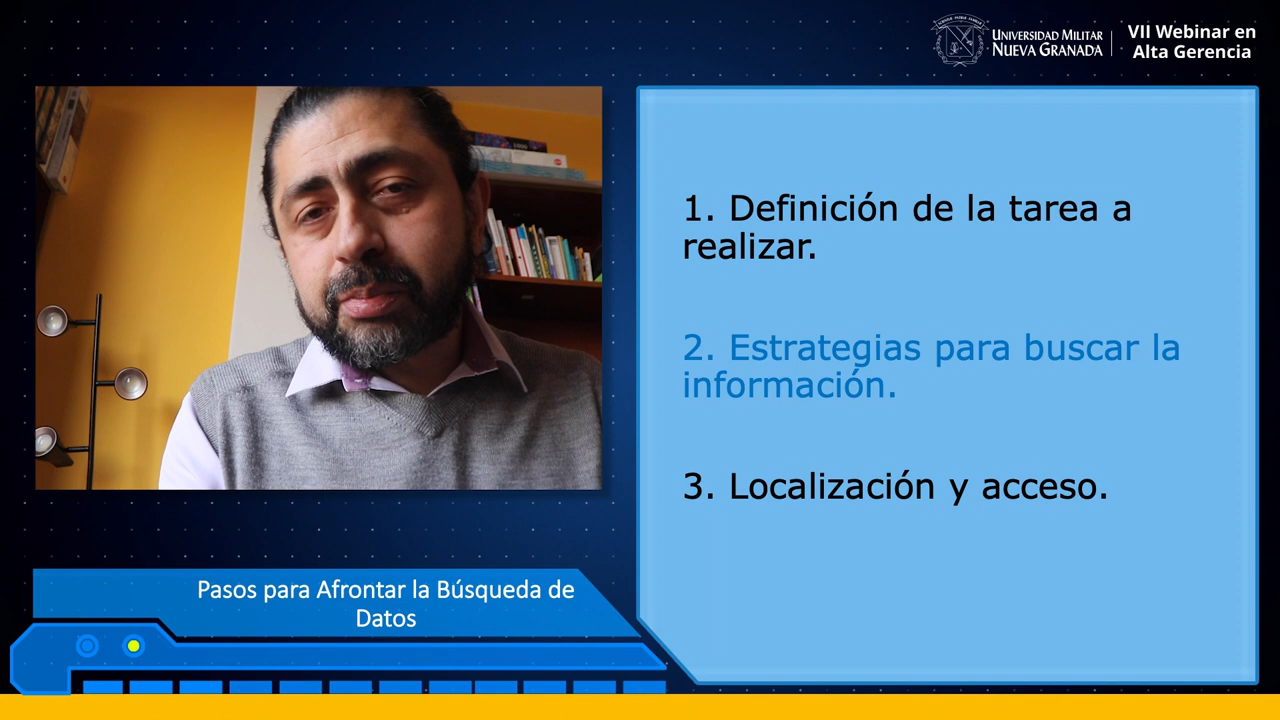 UNIVERSIDAD MILITAR
NUEVA GRANADA
VII Webinar en
Alta Gerencia
1. Definición de la tarea a
realizar.
2. Estrategias para buscar la
información.
3. Localización y acceso.
Pasos para Afrontar la Búsqueda de
Datos